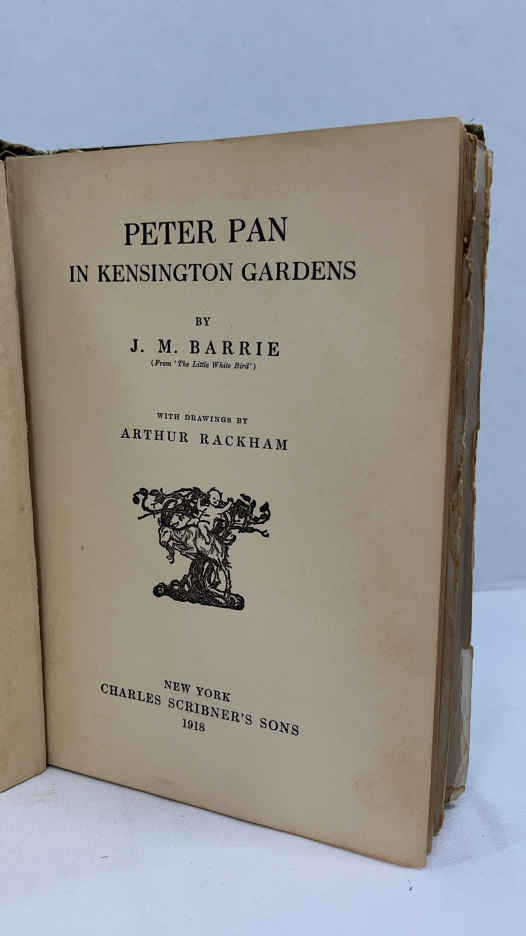 PETER PAN
IN KENSINGTON GARDENS
BY
J. M. BARRIE
(From 'The Little White Bird')
WITH DRAWINGS BY
ARTHUR RACKHAM
NEW YORK
CHARLES SCRIBNER'S SONS
1918